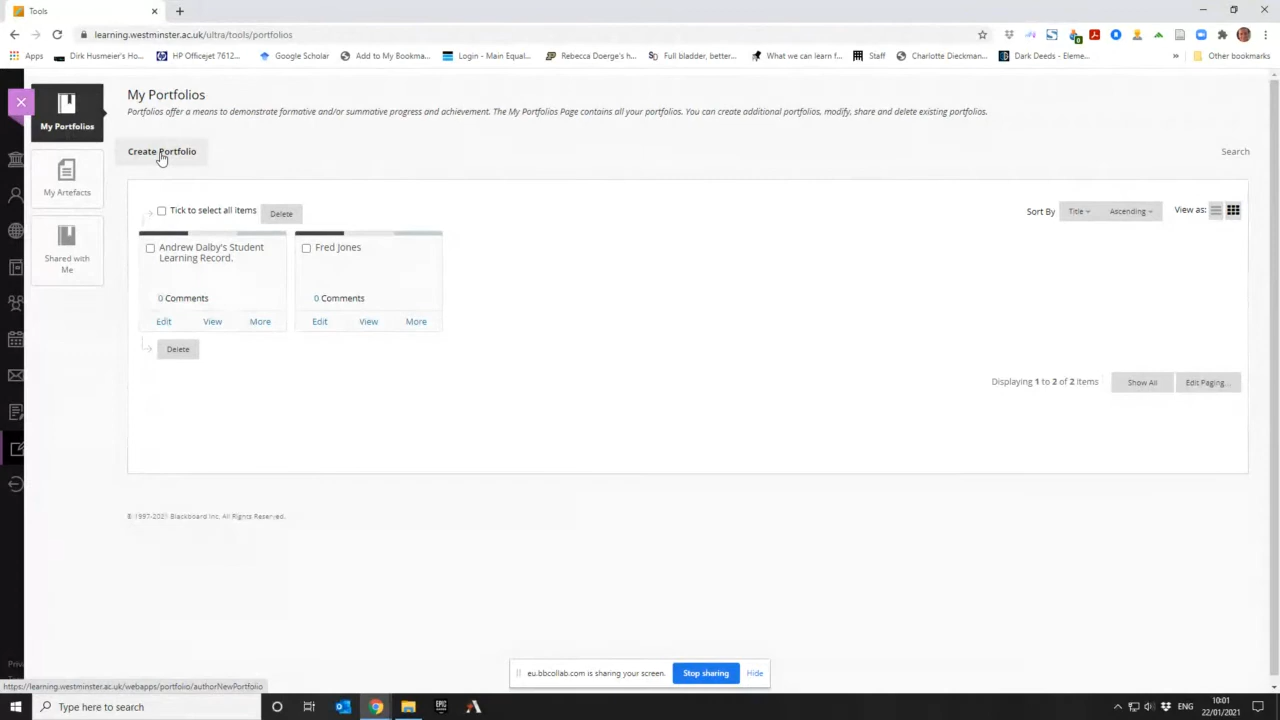 Tools
learning.westminster.ac.uk/ultra/tools/portfolios
Apps
Dirk Husmeier's Ho...
HP Officejet 7612...
Google Scholar
Add to My Bookma...
Login - Main Equal...
Rebecca Doerge's h...
Full bladder, better...
What we can learn f...
Staff
Charlotte Dieckman...
Dark Deeds - Eleme...
»
Other bookmarks
My Portfolios
My Portfolios
Portfolios offer a means to demonstrate formative and/or summative progress and achievement. The My Portfolios Page contains all your portfolios. You can create additional portfolios, modify, share and delete existing portfolios.
Create Portfolio
Search
My Artefacts
Shared with
Me
Tick to select all items
Delete
Sort By
Title
Ascending
View as:
Andrew Dalby's Student
Learning Record.
0 Comments
Edit
View
More
Fred Jones
0 Comments
Edit
View
More
Delete
Displaying 1 to 2 of 2 items
Show All
Edit Paging...
© 1997-2021 Blackboard Inc. All Rights Reserved.
eu.bbcollab.com is sharing your screen.
Stop sharing
Hide
https://learning.westminster.ac.uk/webapps/portfolio/authorNewPortfolio
Type here to search
EPIC
ENG
10:01
22/01/2021